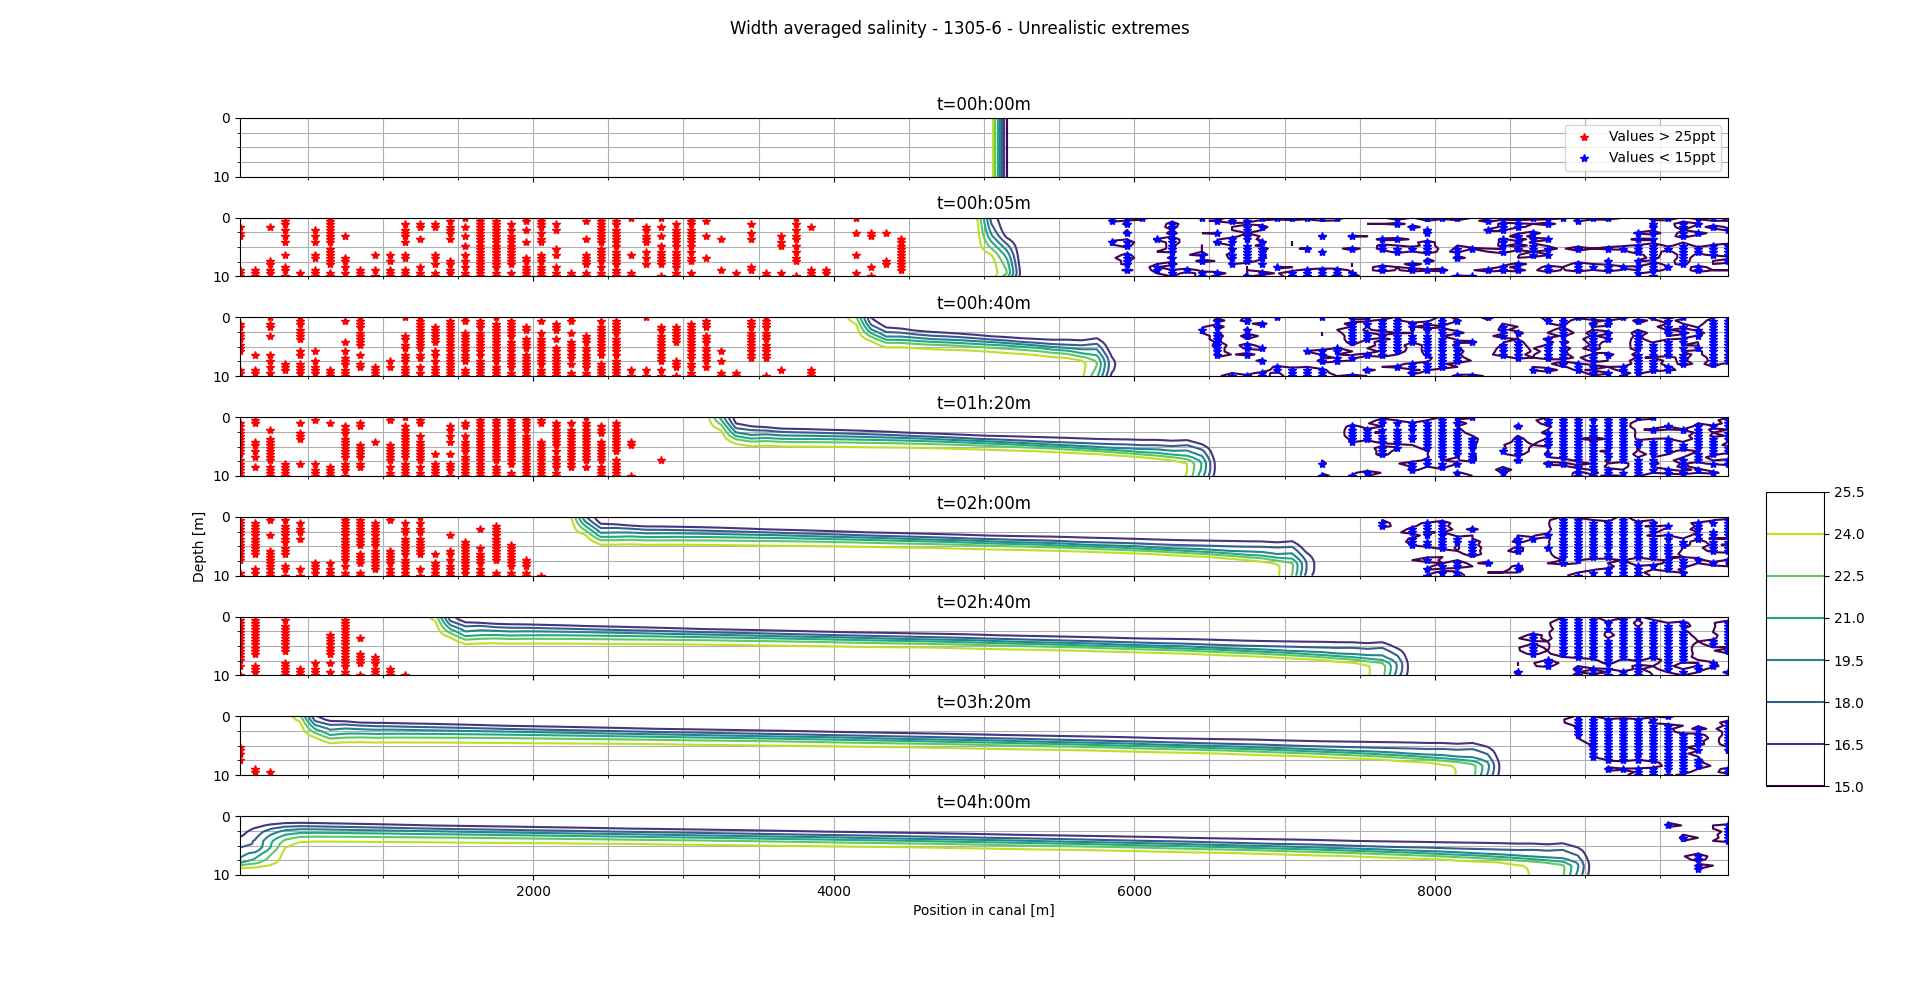 Width averaged salinity - 1305-6 - Unrealistic extremes
t=00h:00m
0
10
Values > 25ppt
Values < 15ppt
t=00h:05m
0
10
t=00h:40m
0
10
t=01h:20m
0
10
t=02h:00m
0
10
Depth [m]
t=02h:40m
0
10
t=03h:20m
0
10
t=04h:00m
0
10
2000 4000 6000 8000
Position in canal [m]
25.5
24.0
22.5
21.0
19.5
18.0
16.5
15.0